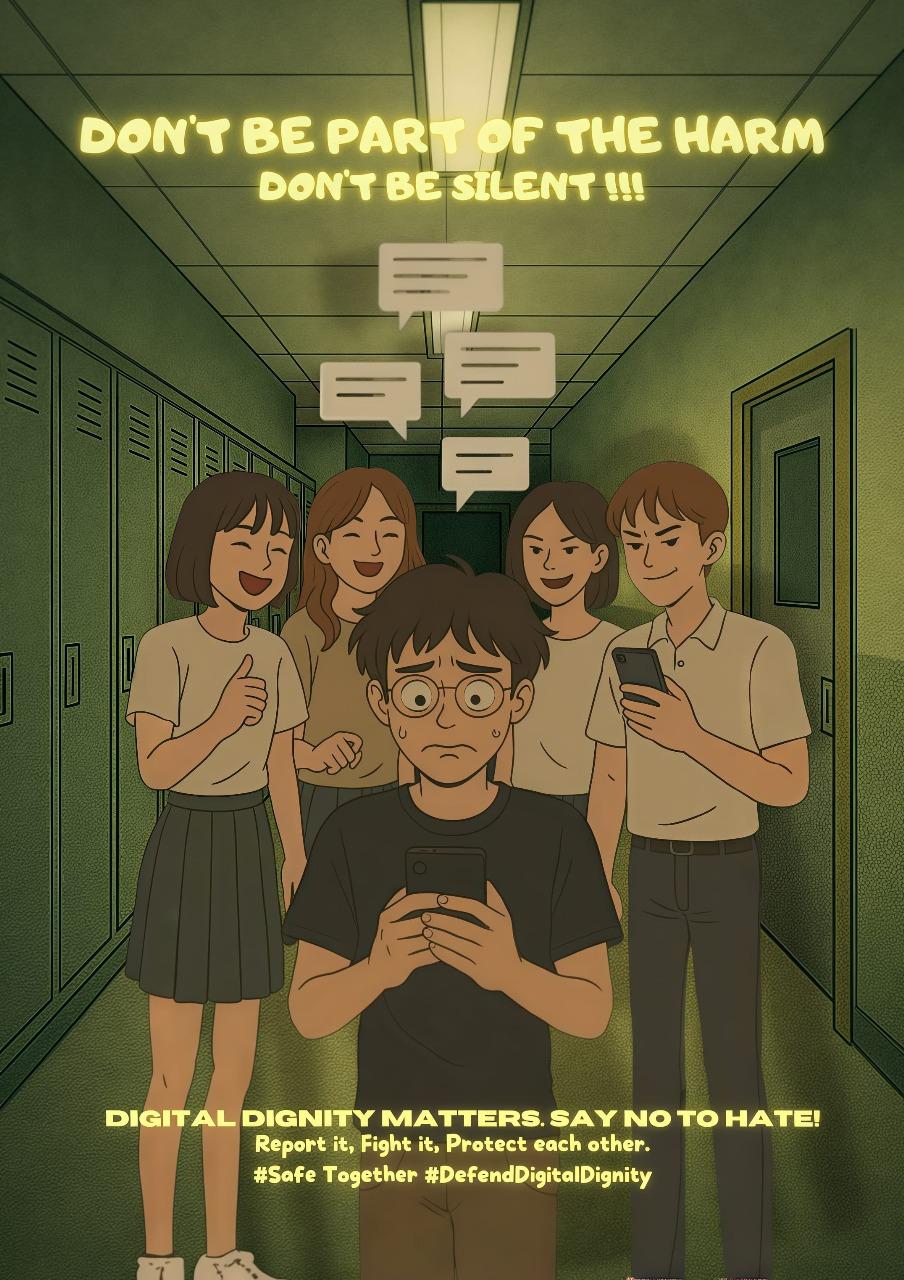 DON'T BE PART OF THE HARM
DON'T BE SILENT !!!
DIGITAL DIGNITY MATTERS. SAY NO TO HATE!
Report it, Fight it, Protect each other.
#Safe Together #DefendDigitalDignity